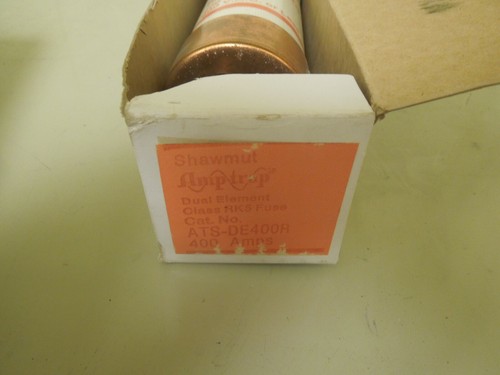 Shawmut
Amp-trap
Dual Element
Class RK5 Fuse
Cat. No.
ATS-DE400R
400 Amps